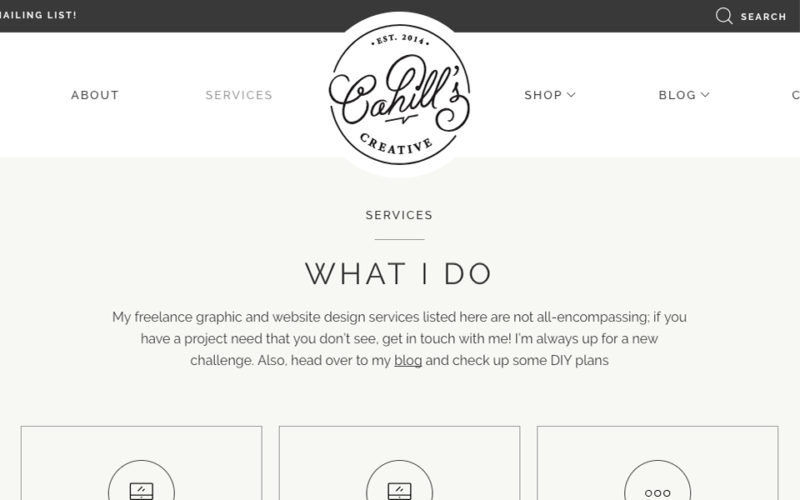 MAILING LIST!
SEARCH
ABOUT
SERVICES
• EST. 2014 •
Cahill's
CREATIVE
SHOP
BLOG
C
SERVICES
WHAT I DO
My freelance graphic and website design services listed here are not all-encompassing; if you
have a project need that you don't see, get in touch with me! I'm always up for a new
challenge. Also, head over to my blog and check up some DIY plans